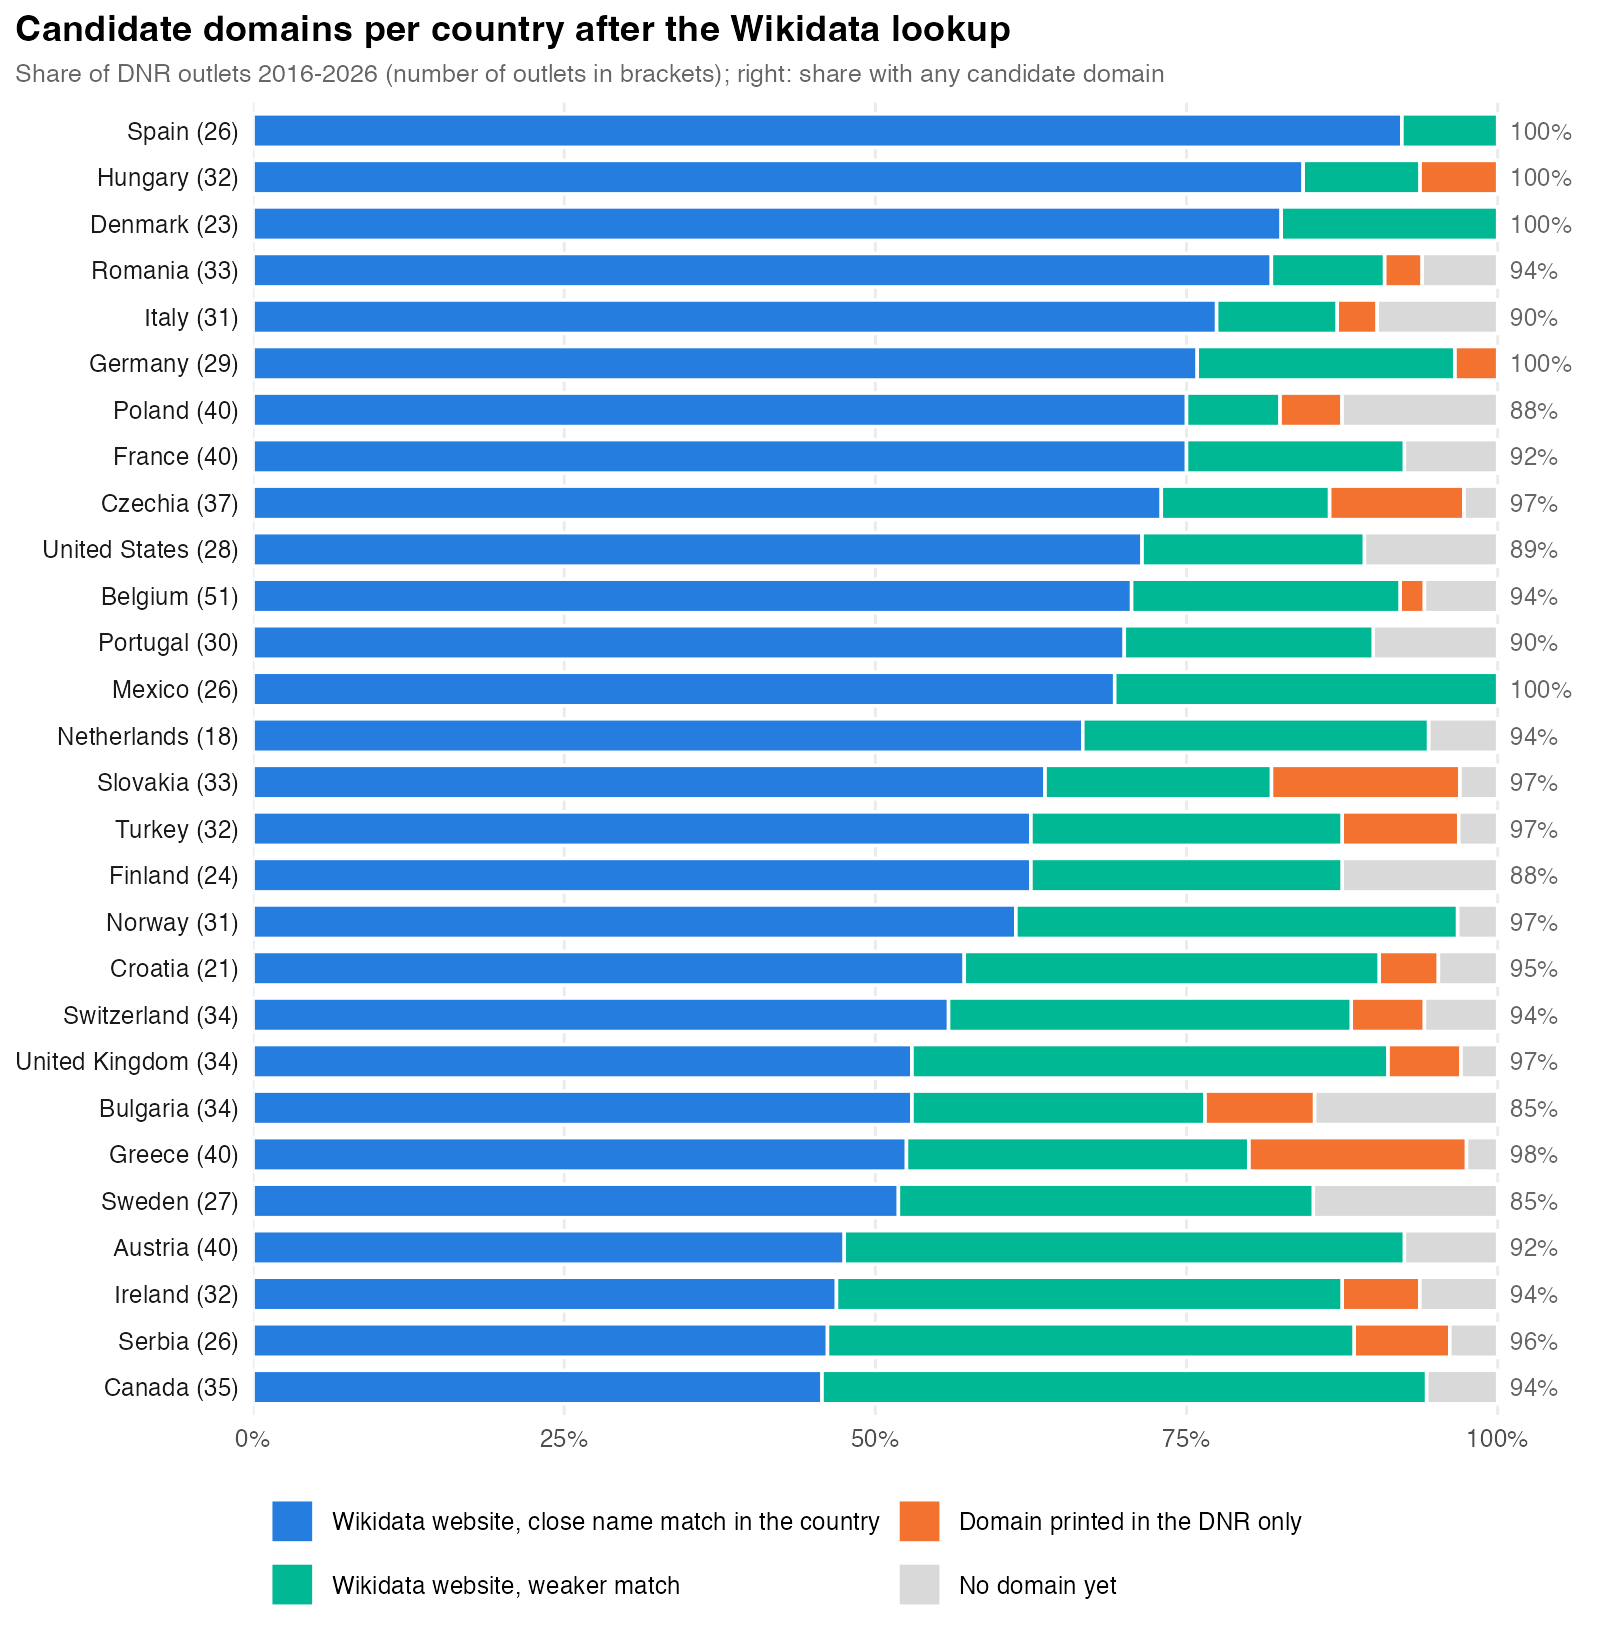 Candidate domains per country after the Wikidata lookup
Share of DNR outlets 2016-2026 (number of outlets in brackets); right: share with any candidate domain
Spain (26) 100%
Hungary (32) 100%
Denmark (23) 100%
Romania (33) 94%
Italy (31) 90%
Germany (29) 100%
Poland (40) 88%
France (40) 92%
Czechia (37) 97%
United States (28) 89%
Belgium (51) 94%
Portugal (30) 90%
Mexico (26) 100%
Netherlands (18) 94%
Slovakia (33) 97%
Turkey (32) 97%
Finland (24) 88%
Norway (31) 97%
Croatia (21) 95%
Switzerland (34) 94%
United Kingdom (34) 97%
Bulgaria (34) 85%
Greece (40) 98%
Sweden (27) 85%
Austria (40) 92%
Ireland (32) 94%
Serbia (26) 96%
Canada (35) 94%
0% 25% 50% 75% 100%
Wikidata website, close name match in the country
Domain printed in the DNR only
Wikidata website, weaker match
No domain yet